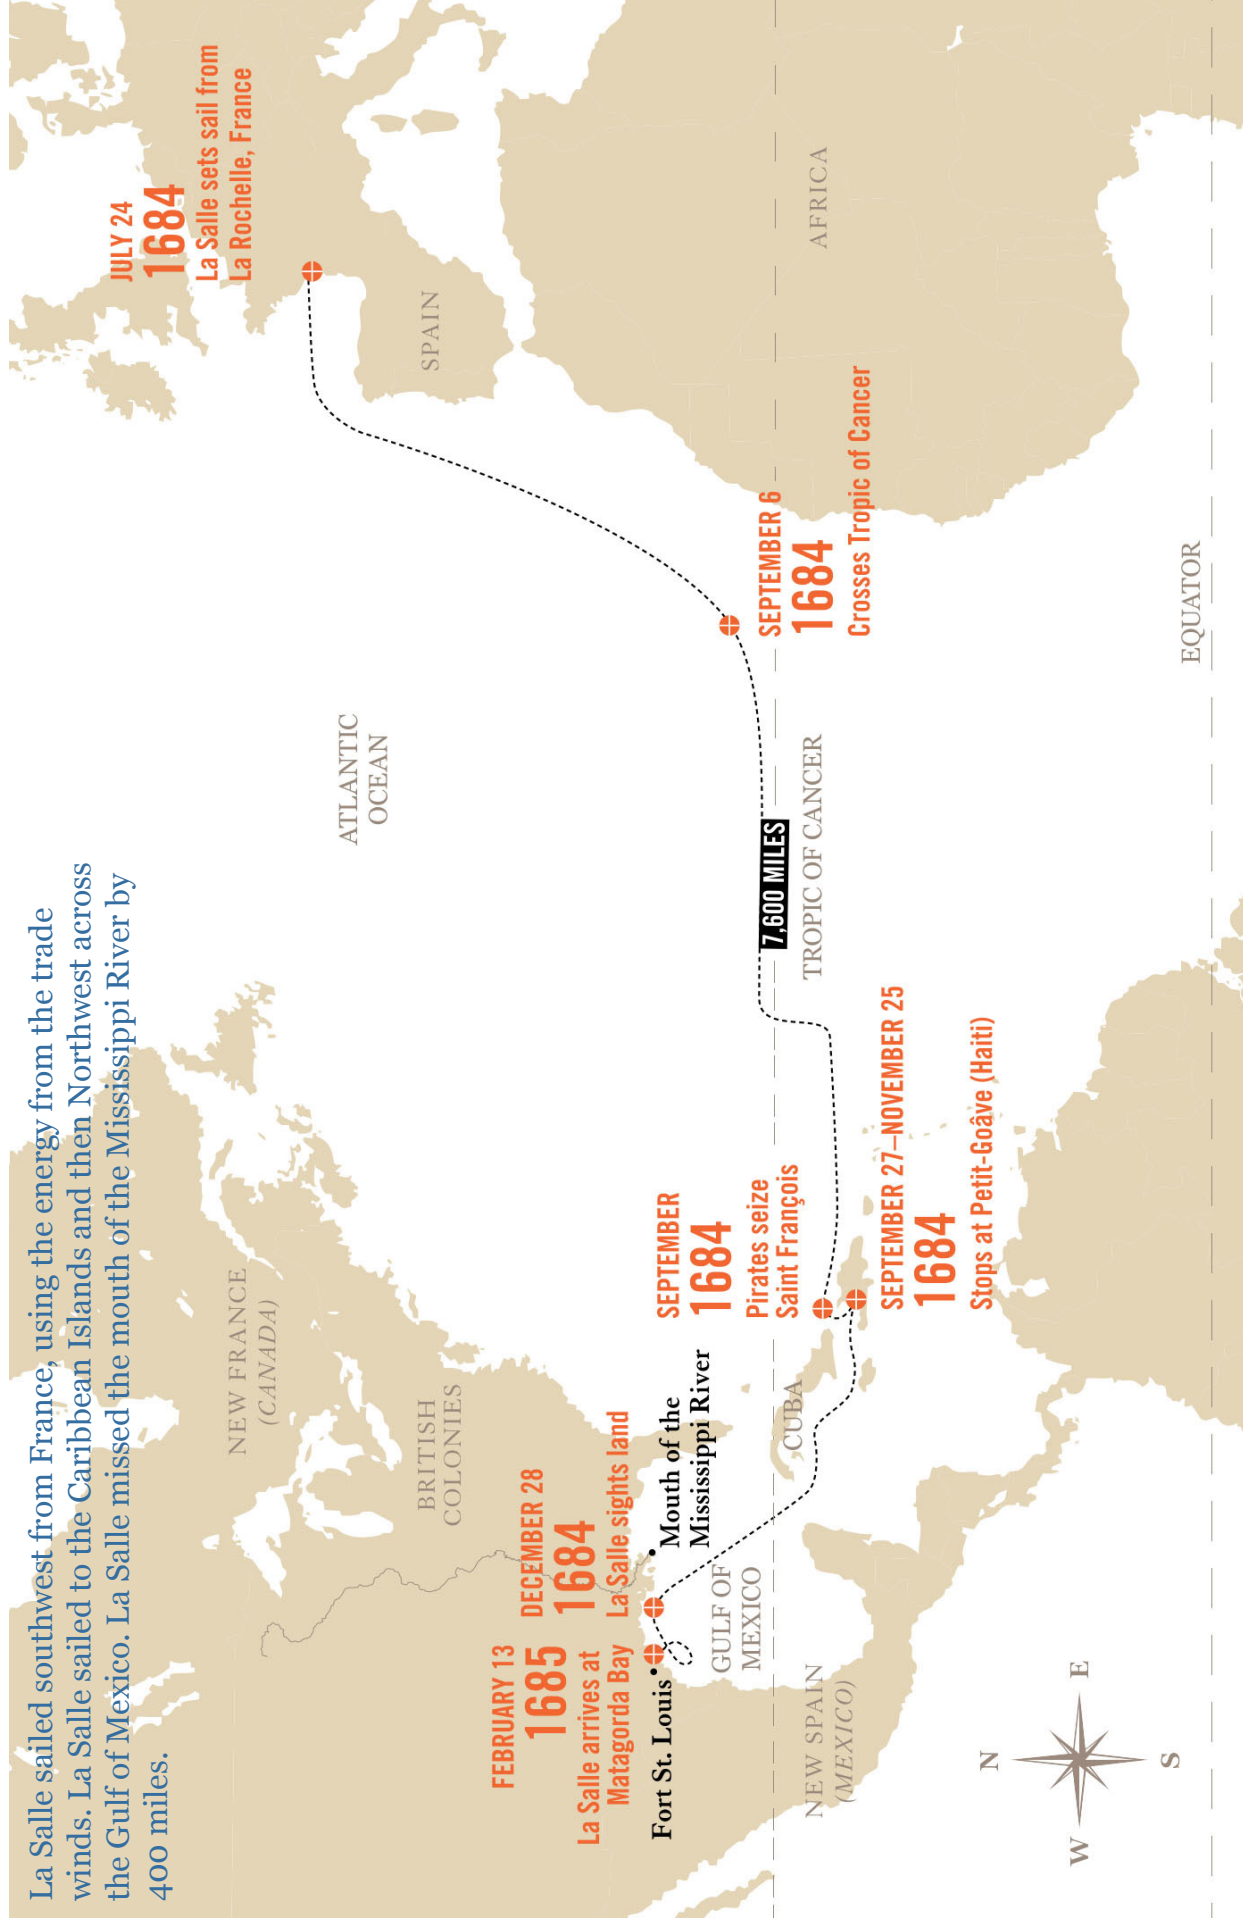 La Salle sailed southwest from France, using the energy from the trade
winds. La Salle sailed to the Caribbean Islands and then Northwest across
the Gulf of Mexico. La Salle missed the mouth of the Mississippi River by
400 miles.
JULY 24
1684
La Salle sets sail from
La Rochelle, France
NEW FRANCE
(CANADA)
ATLANTIC
OCEAN
SPAIN
BRITISH
COLONIES
FEBRUARY 13
1685
La Salle arrives at
Matagorda Bay
Fort St. Louis
DECEMBER 28
1684
La Salle sights land
Mouth of the
Mississippi River
SEPTEMBER
1684
Pirates seize
Saint François
7,600 MILES
TROPIC OF CANCER
SEPTEMBER 6
1684
Crosses Tropic of Cancer
AFRICA
GULF OF
MEXICO
CUBA
NEW SPAIN
(MEXICO)
SEPTEMBER 27–NOVEMBER 25
1684
Stops at Petit-Goâve (Haiti)
EQUATOR
N
W
E
S